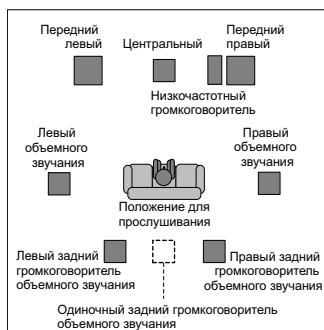 Передний
левый
Центральный
Передний
правый
Низкочастотный
громкоговоритель
Левый
объемного
звучания
Правый
объемного
звучания
Положение для
прослушивания
Левый задний
громкоговоритель
объемного звучания
Правый задний
громкоговоритель
объемного звучания
Одиночный задний громкоговоритель
объемного звучания